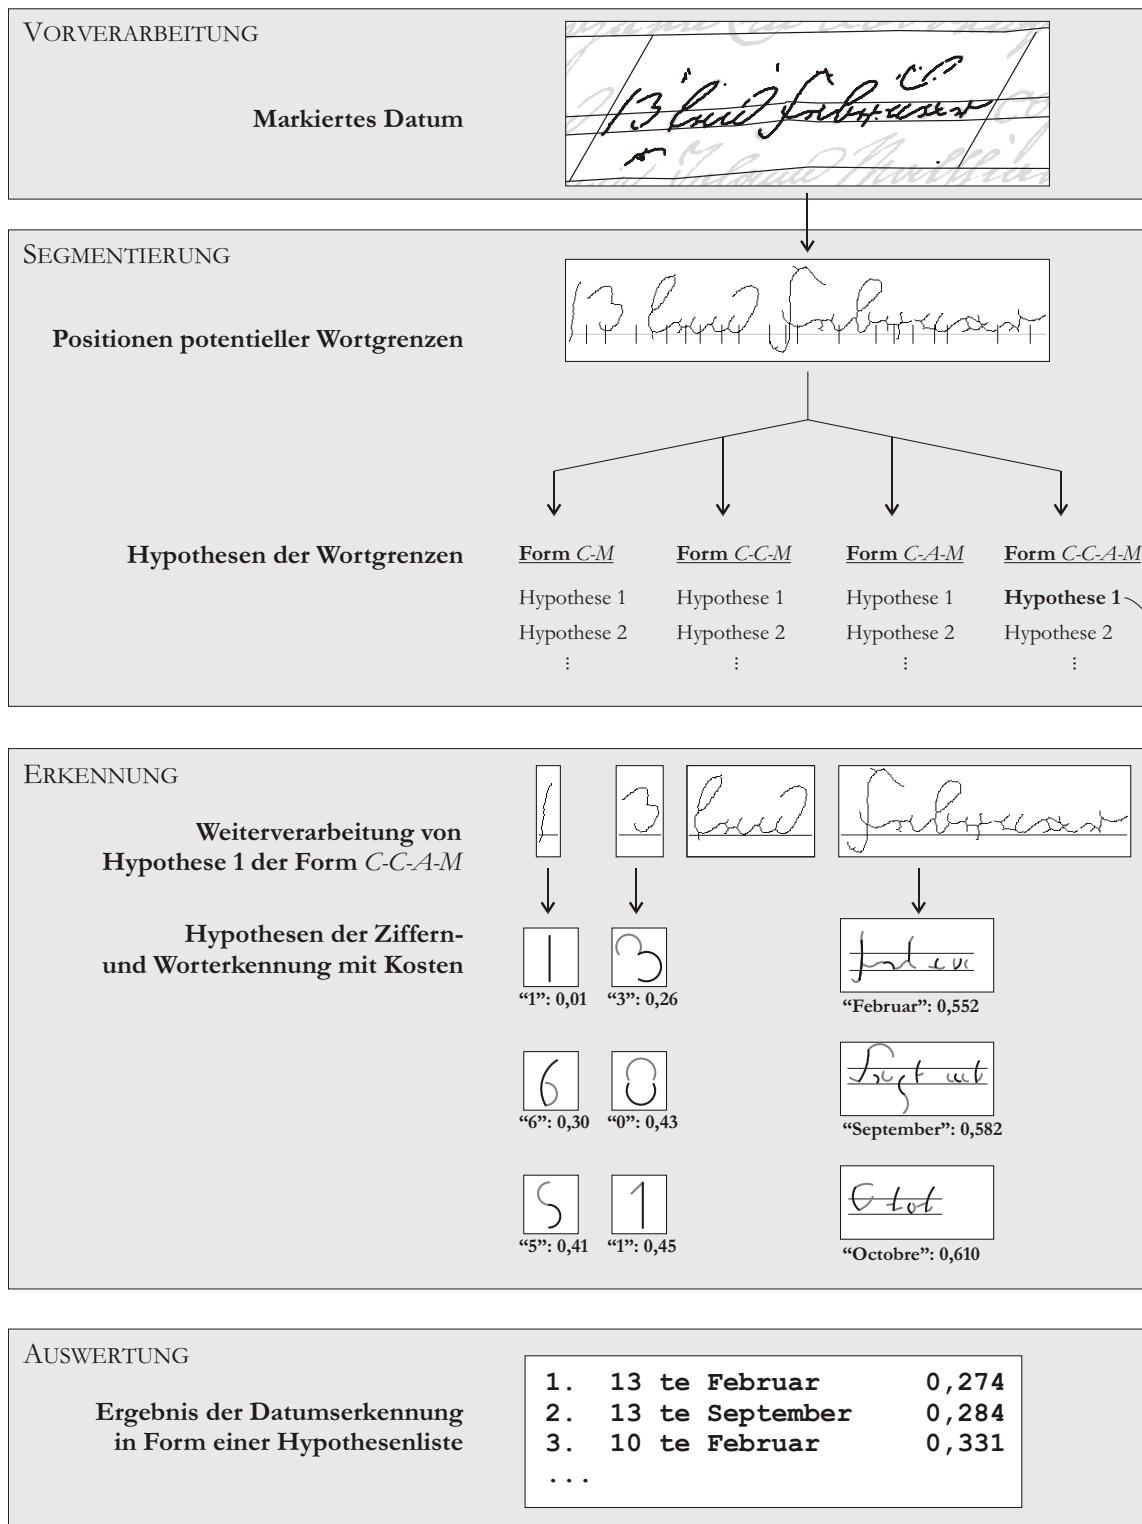 VORVERARBEITUNG
Markiertes Datum
SEGMENTIERUNG
Positionen potentieller Wortgrenzen
Hypothesen der Wortgrenzen
Form C-M Form C-C-M Form C-A-M Form C-C-A-M
Hypothese 1 Hypothese 1 Hypothese 1 Hypothese 1
Hypothese 2 Hypothese 2 Hypothese 2 Hypothese 2
⋮ ⋮ ⋮ ⋮
ERKENNUNG
Weiterverarbeitung von
Hypothese 1 der Form C-C-A-M
Hypothesen der Ziffern-
und Worterkennung mit Kosten
“1”: 0,01 “3”: 0,26 “Februar”: 0,552
“6”: 0,30 “0”: 0,43 “September”: 0,582
“5”: 0,41 “1”: 0,45 “Octobre”: 0,610
AUSWERTUNG
Ergebnis der Datumserkennung
in Form einer Hypothesenliste
1. 13 te Februar 0,274
2. 13 te September 0,284
3. 10 te Februar 0,331
...